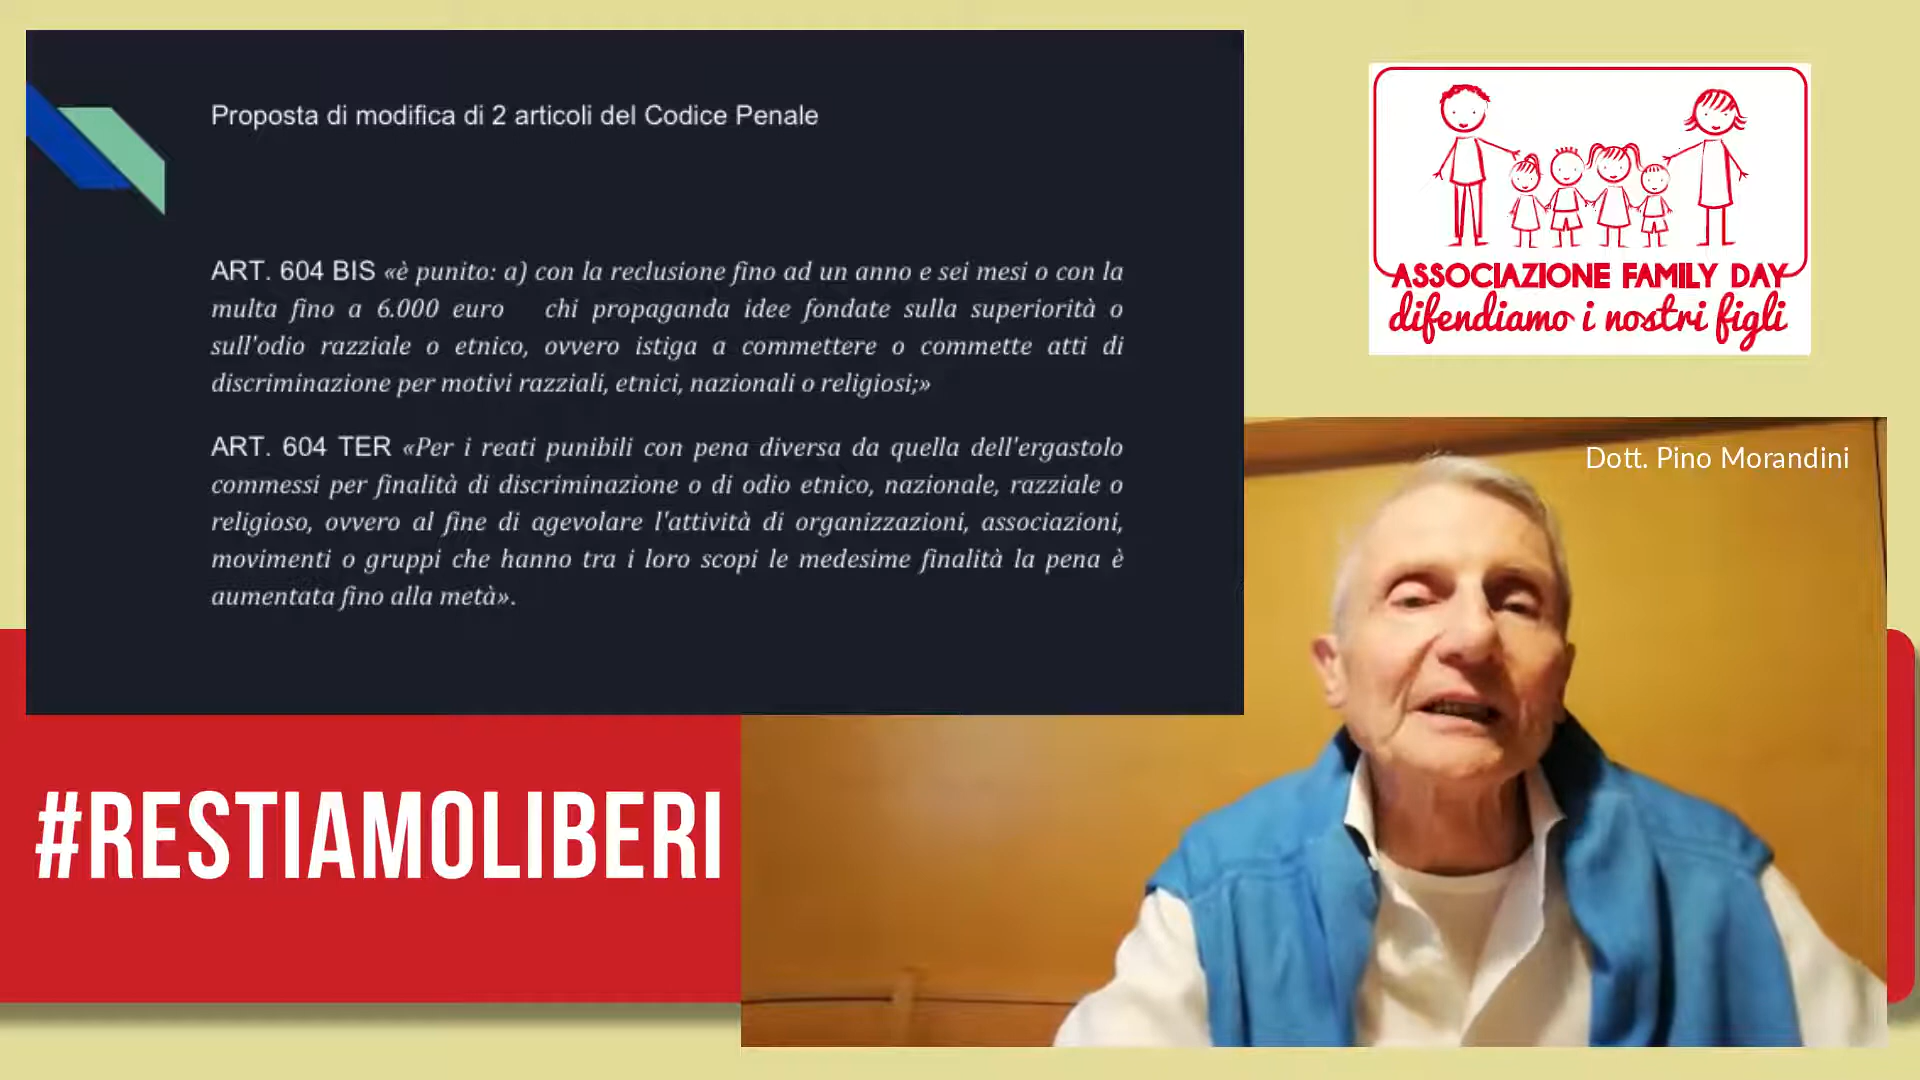 Proposta di modifica di 2 articoli del Codice Penale
ART. 604 BIS «è punito: a) con la reclusione fino ad un anno e sei mesi o con la
multa fino a 6.000 euro chi propaganda idee fondate sulla superiorità o
sull'odio razziale o etnico, ovvero istiga a commettere o commette atti di
discriminazione per motivi razziali, etnici, nazionali o religiosi;»
ART. 604 TER «Per i reati punibili con pena diversa da quella dell'ergastolo
commessi per finalità di discriminazione o di odio etnico, nazionale, razziale o
religioso, ovvero al fine di agevolare l'attività di organizzazioni, associazioni,
movimenti o gruppi che hanno tra i loro scopi le medesime finalità la pena è
aumentata fino alla metà».
ASSOCIAZIONE FAMILY DAY
difendiamo i nostri figli
Dott. Pino Morandini
#RESTIAMOLIBERI